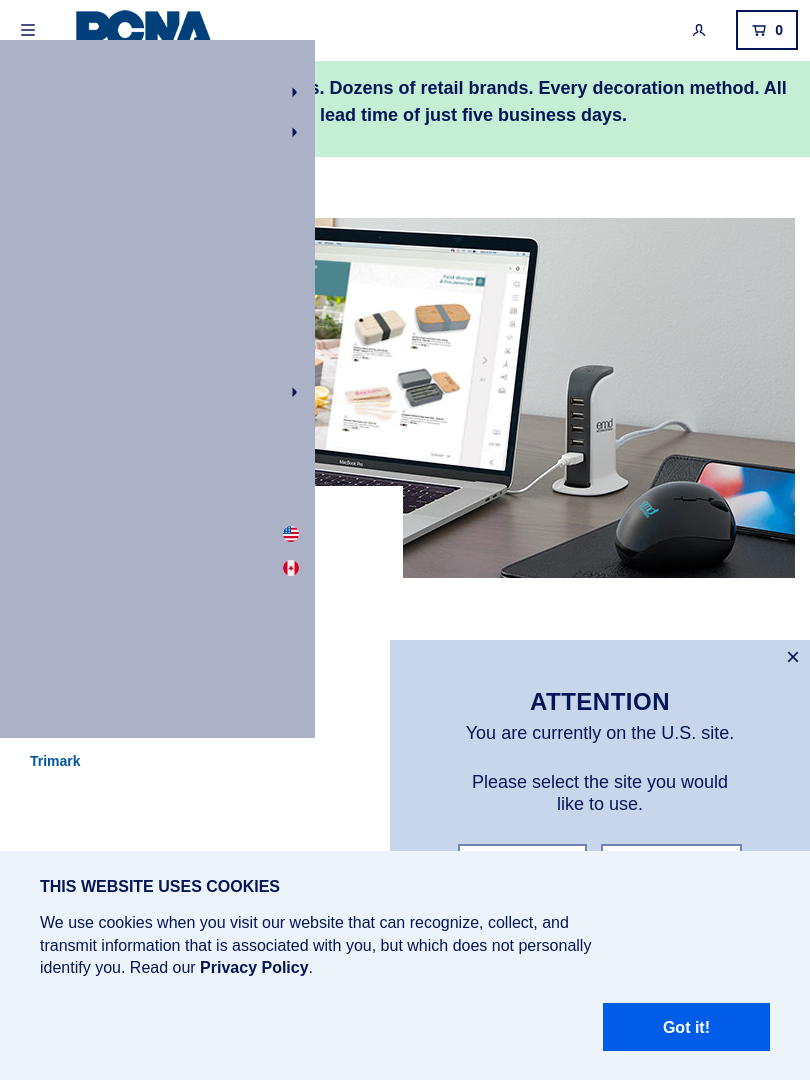 PCNA
0
s. Dozens of retail brands. Every decoration method. All
lead time of just five business days.
Food storage
& Housewares
MacBook Pro
emd
emd
Trimark
ATTENTION
You are currently on the U.S. site.
Please select the site you would
like to use.
THIS WEBSITE USES COOKIES
We use cookies when you visit our website that can recognize, collect, and
transmit information that is associated with you, but which does not personally
identify you. Read our Privacy Policy.
Got it!